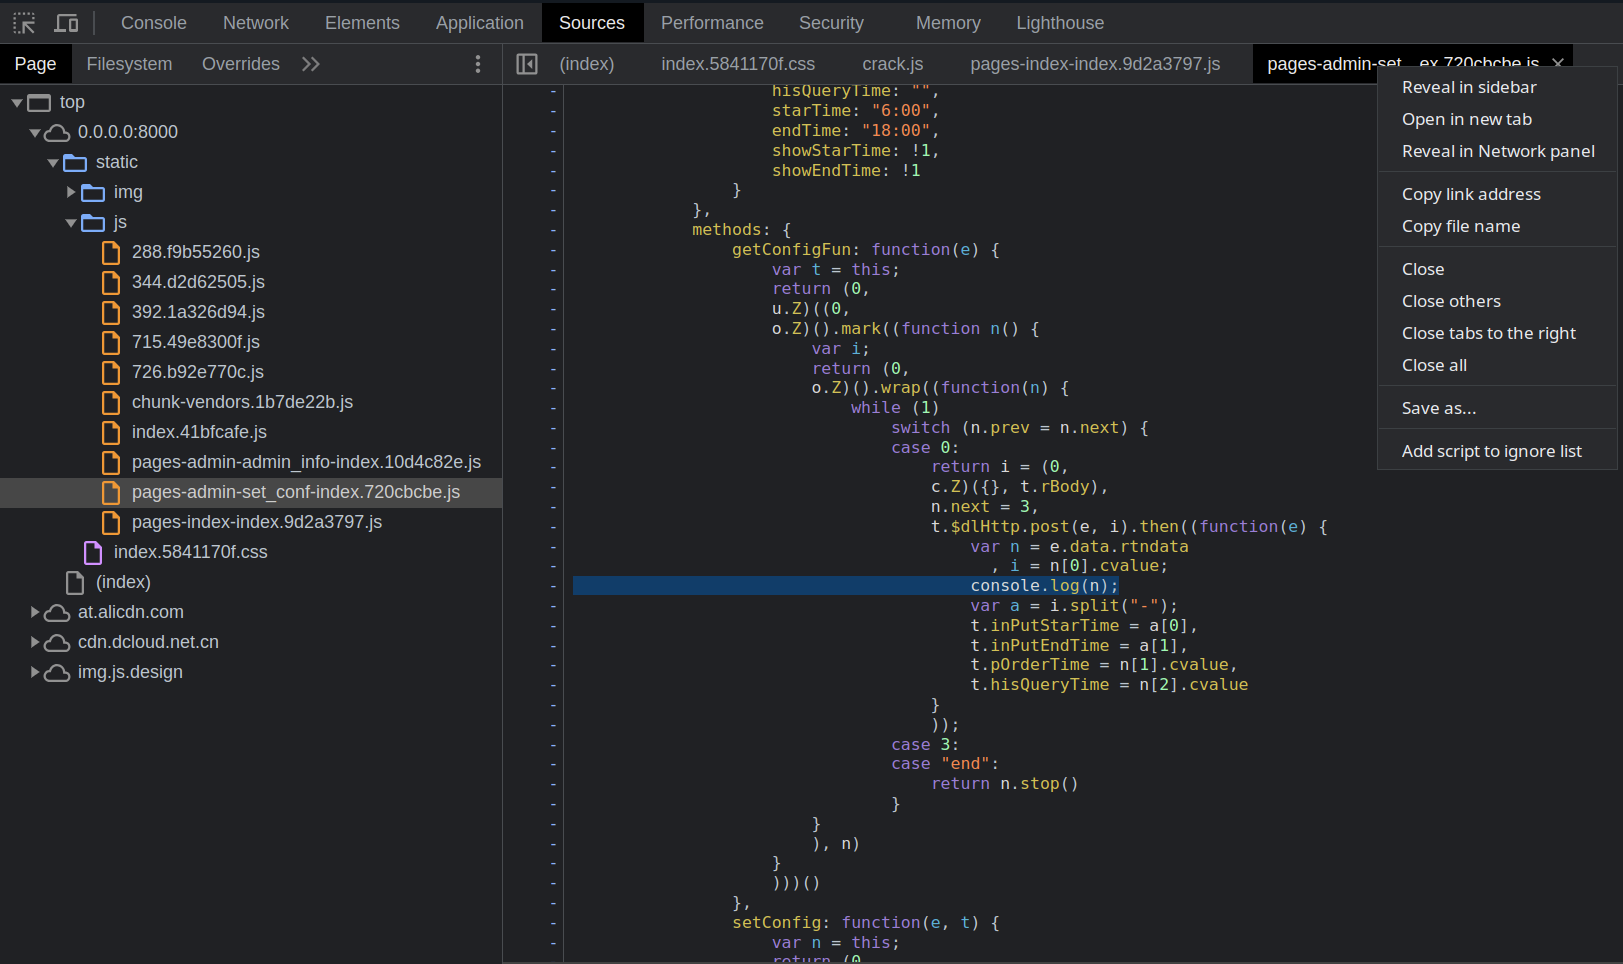 Console Network Elements Application Sources Performance Security Memory Lighthouse
Page Filesystem Overrides
(index) index.5841170f.css crack.js pages-index-index.9d2a3797.js pages-admin-set…ex.720cbcbe.js
top
0.0.0.0:8000
static
img
js
288.f9b55260.js
344.d2d62505.js
392.1a326d94.js
715.49e8300f.js
726.b92e770c.js
chunk-vendors.1b7de22b.js
index.41bfcafe.js
pages-admin-admin_info-index.10d4c82e.js
pages-admin-set_conf-index.720cbcbe.js
pages-index-index.9d2a3797.js
index.5841170f.css
(index)
at.alicdn.com
cdn.dcloud.net.cn
img.js.design
- hisQueryTime: "",
- starTime: "6:00",
- endTime: "18:00",
- showStarTime: !1,
- showEndTime: !1
- }
- },
- methods: {
- getConfigFun: function(e) {
- var t = this;
- return (0,
- u.Z)((0,
- o.Z)().mark((function n() {
- var i;
- return (0,
- o.Z)().wrap((function(n) {
- while (1)
- switch (n.prev = n.next) {
- case 0:
- return i = (0,
- c.Z)({}, t.rBody),
- n.next = 3,
- t.$dlHttp.post(e, i).then((function(e) {
- var n = e.data.rtndata
- , i = n[0].cvalue;
- console.log(n);
- var a = i.split("-");
- t.inPutStarTime = a[0],
- t.inPutEndTime = a[1],
- t.pOrderTime = n[1].cvalue,
- t.hisQueryTime = n[2].cvalue
- }
- ));
- case 3:
- case "end":
- return n.stop()
- }
- }
- ), n)
- }
- )))()
- },
- setConfig: function(e, t) {
- var n = this;
- return (0,
Reveal in sidebar
Open in new tab
Reveal in Network panel
Copy link address
Copy file name
Close
Close others
Close tabs to the right
Close all
Save as...
Add script to ignore list